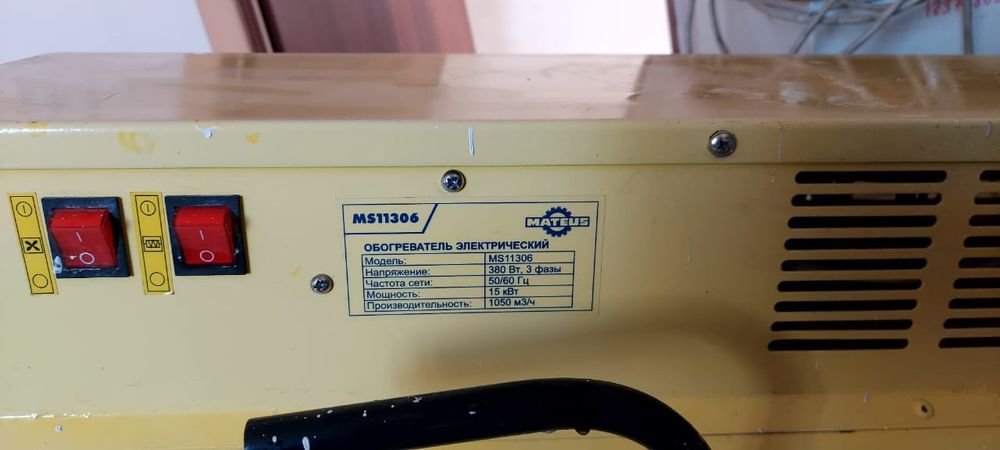 MS11306
MATEUS
ОБОГРЕВАТЕЛЬ ЭЛЕКТРИЧЕСКИЙ
Модель: MS11306
Напряжение: 380 Вт, 3 фазы
Частота сети: 50/60 Гц
Мощность: 15 кВт
Производительность: 1050 м3/ч